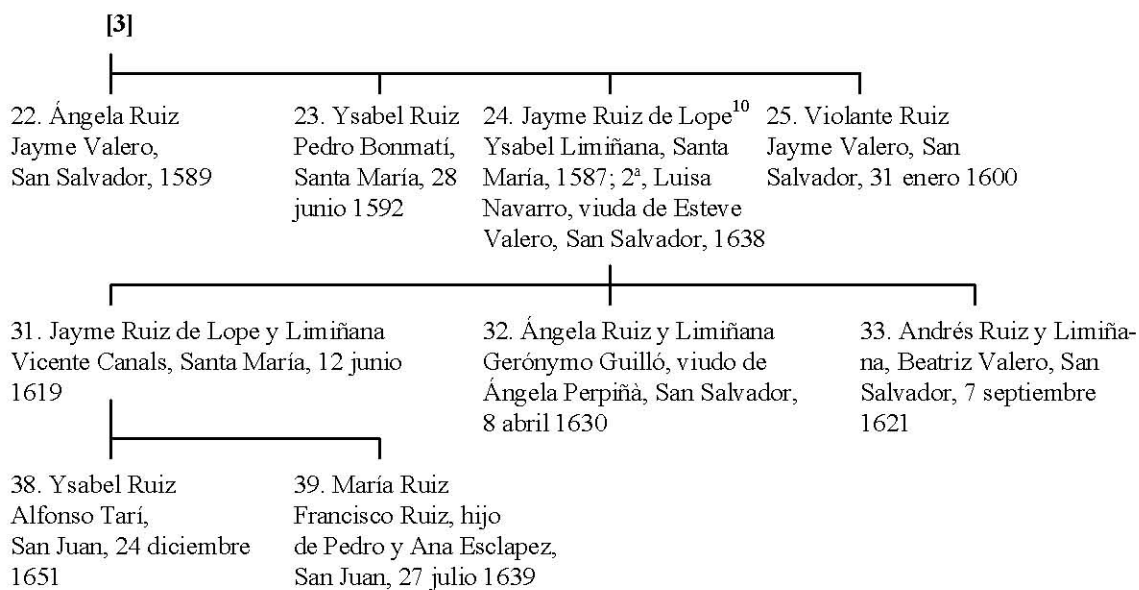 [3]
22. Ángela Ruiz
Jayme Valero,
San Salvador, 1589
23. Ysabel Ruiz
Pedro Bonmatí,
Santa María, 28
junio 1592
24. Jayme Ruiz de Lope10
Ysabel Limiñana, Santa
María, 1587; 2ª, Luisa
Navarro, viuda de Esteve
Valero, San Salvador, 1638
25. Violante Ruiz
Jayme Valero, San
Salvador, 31 enero 1600
31. Jayme Ruiz de Lope y Limiñana
Vicente Canals, Santa María, 12 junio
1619
32. Ángela Ruiz y Limiñana
Gerónymo Guilló, viudo de
Ángela Perpiñà, San Salvador,
8 abril 1630
33. Andrés Ruiz y Limiña-
na, Beatriz Valero, San
Salvador, 7 septiembre
1621
38. Ysabel Ruiz
Alfonso Tarí,
San Juan, 24 diciembre
1651
39. María Ruiz
Francisco Ruiz, hijo
de Pedro y Ana Esclapez,
San Juan, 27 julio 1639